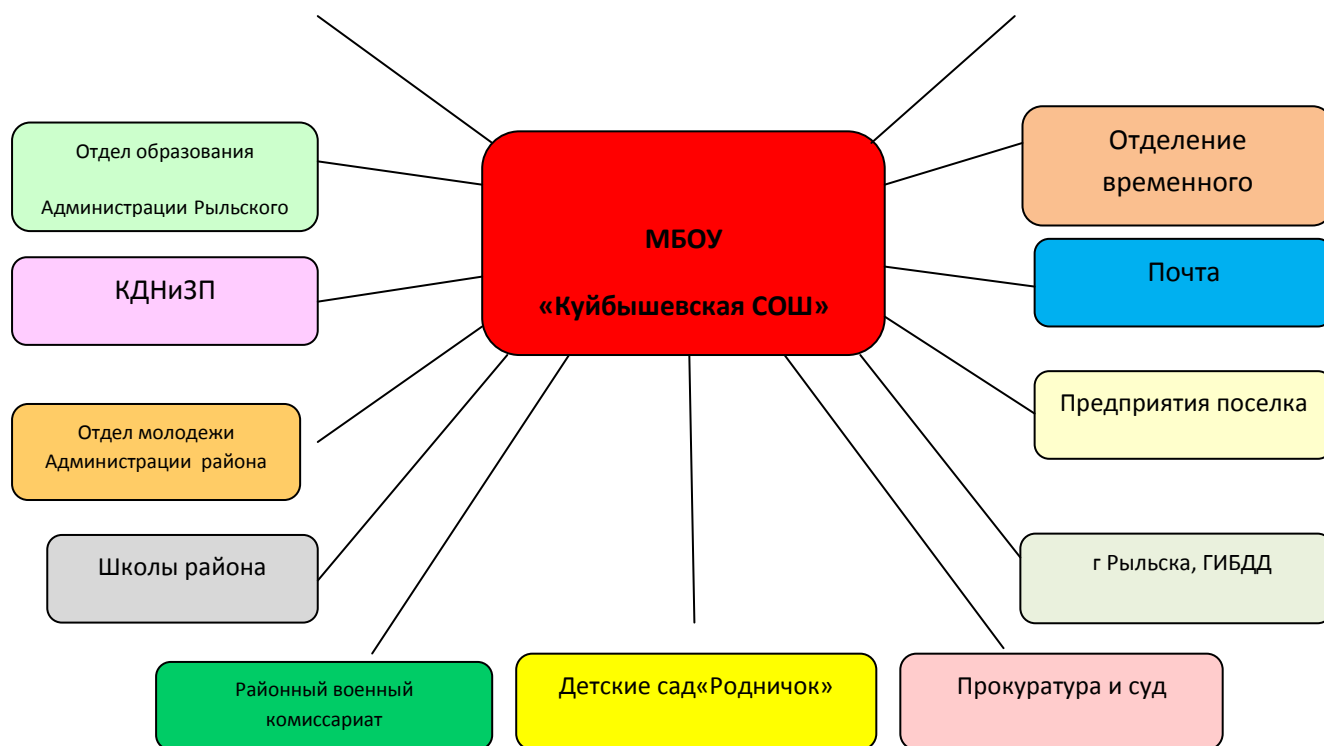 Отдел образования
Администрации Рыльского
КДНиЗП
Отдел молодежи
Администрации района
Школы района
Районный военный
комиссариат
МБОУ
«Куйбышевская СОШ»
Детские сад«Родничок»
Отделение
временного
Почта
Предприятия поселка
г Рыльска, ГИБДД
Прокуратура и суд